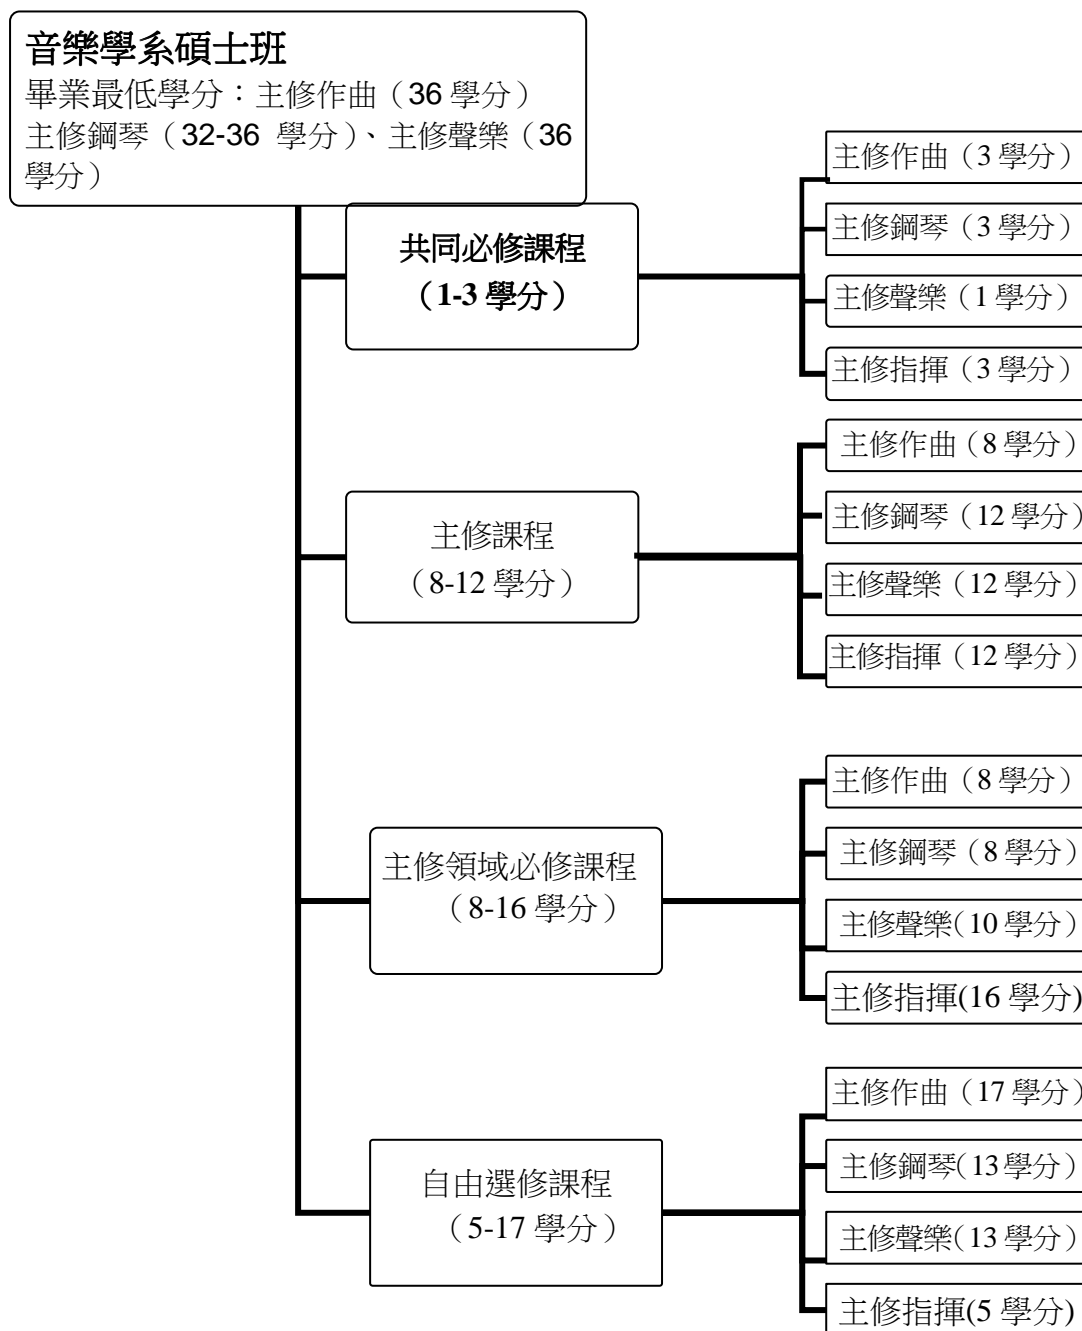 音樂學系碩士班
畢業最低學分：主修作曲（36 學分）
主修鋼琴（32-36 學分）、主修聲樂（36
學分）
共同必修課程
（1-3 學分）
主修作曲（3 學分）
主修鋼琴（3 學分）
主修聲樂（1 學分）
主修指揮（3 學分）
主修課程
（8-12 學分）
主修作曲（8 學分）
主修鋼琴（12 學分）
主修聲樂（12 學分）
主修指揮（12 學分）
主修領域必修課程
（8-16 學分）
主修作曲（8 學分）
主修鋼琴（8 學分）
主修聲樂（10 學分）
主修指揮(16 學分)
自由選修課程
（5-17 學分）
主修作曲（17 學分）
主修鋼琴（13 學分）
主修聲樂（13 學分）
主修指揮(5 學分)